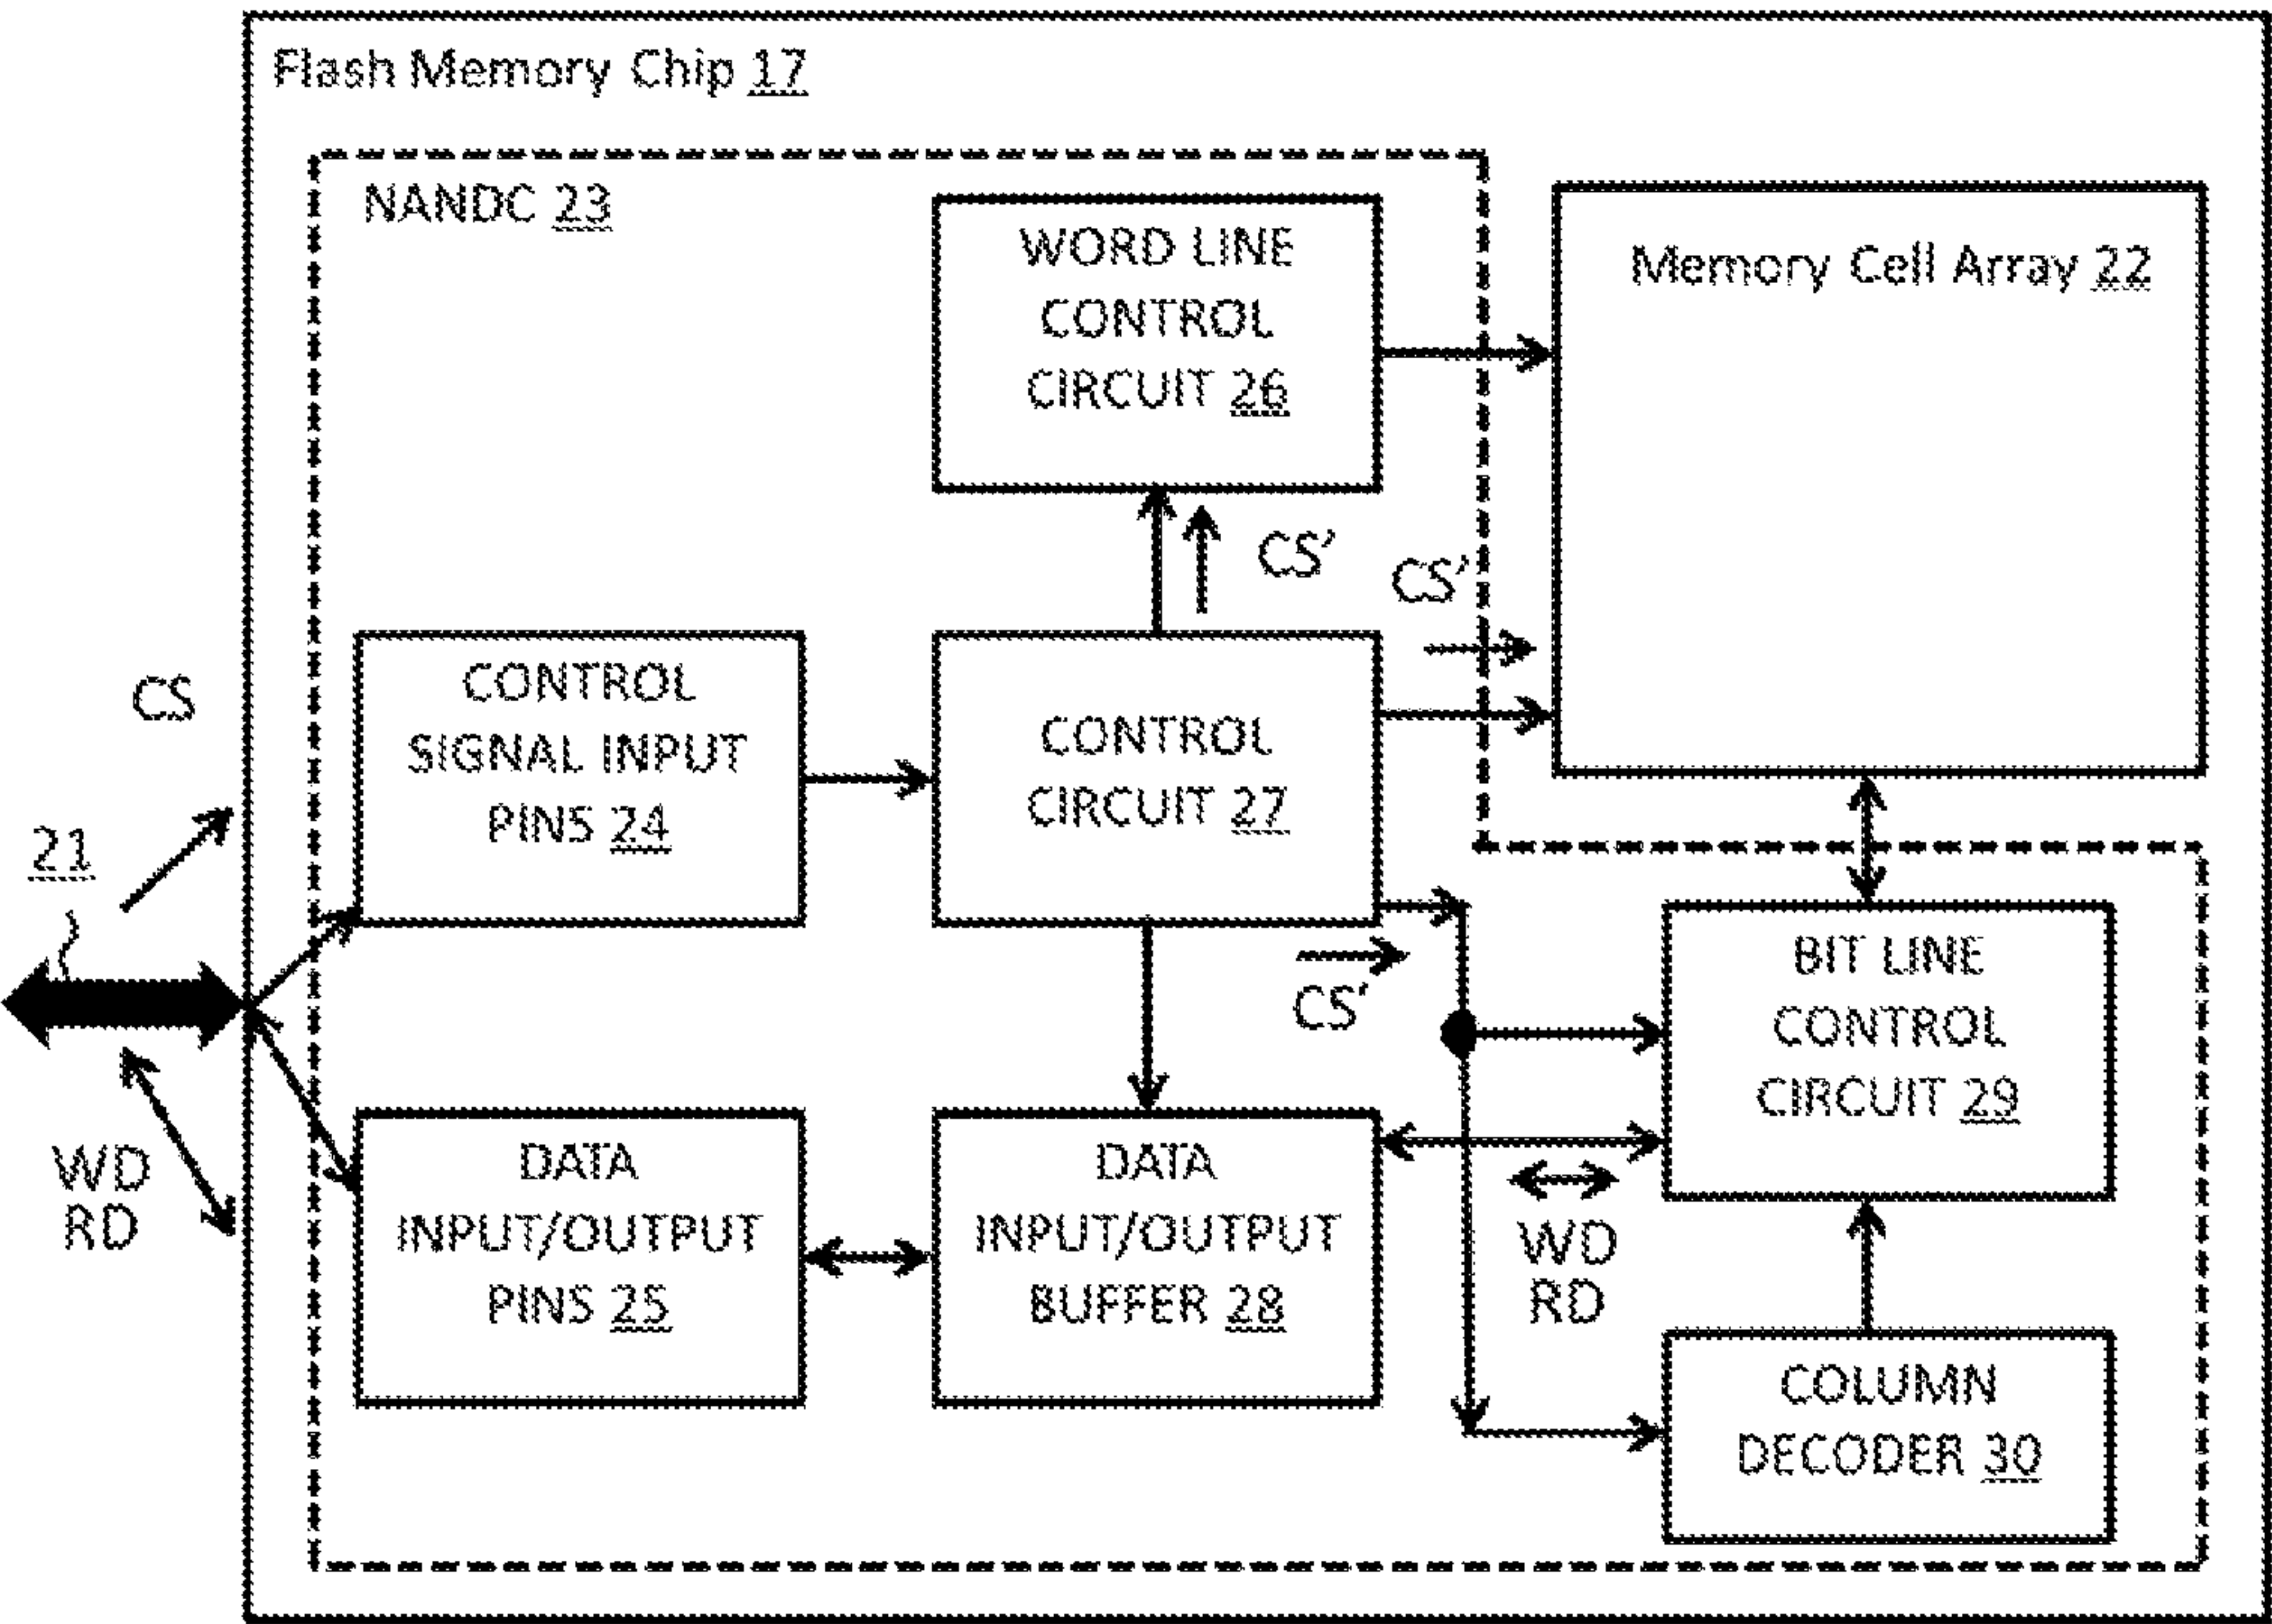 Flash Memory Chip 17
NANDC 23
WORD LINE
CONTROL
CIRCUIT 26
Memory Cell Array 22
CS'
CS'
CS
CONTROL
SIGNAL INPUT
PINS 24
CONTROL
CIRCUIT 27
21
CS'
BIT LINE
CONTROL
CIRCUIT 29
WD
RD
DATA
INPUT/OUTPUT
PINS 25
DATA
INPUT/OUTPUT
BUFFER 28
WD
RD
COLUMN
DECODER 30